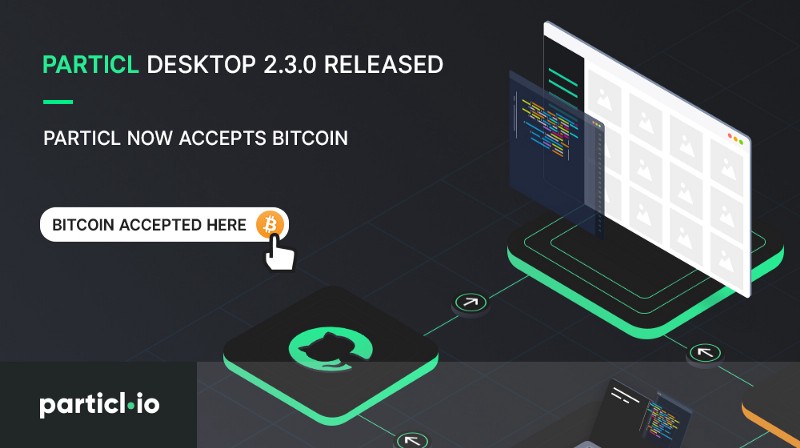 PARTICL DESKTOP 2.3.0 RELEASED
PARTICL NOW ACCEPTS BITCOIN
BITCOIN ACCEPTED HERE
particl.io